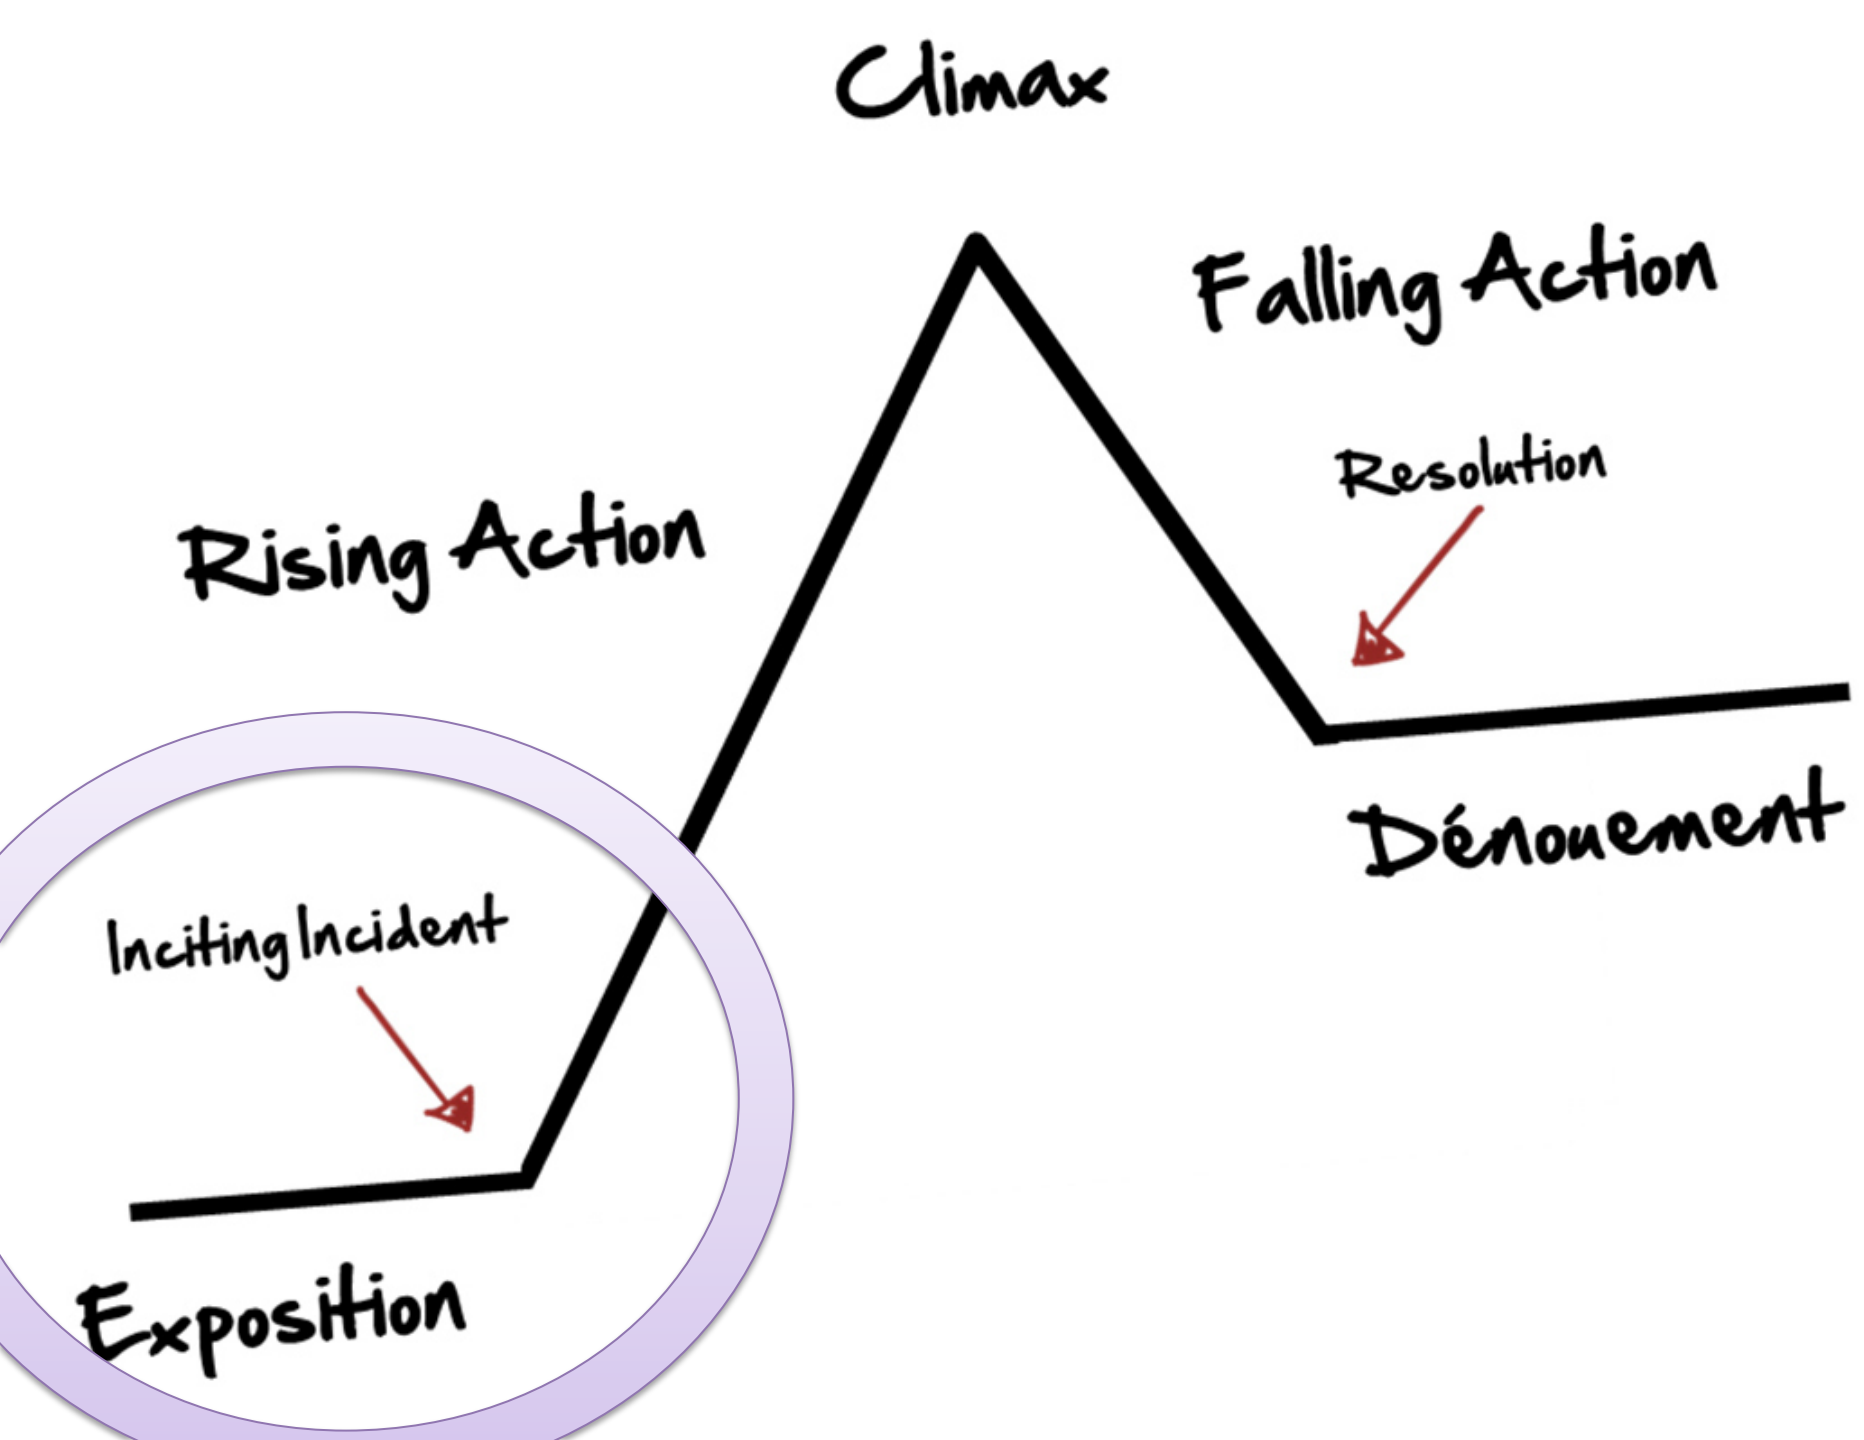 Climax
Falling Action
Resolution
Rising Action
Dénouement
Inciting Incident
Exposition